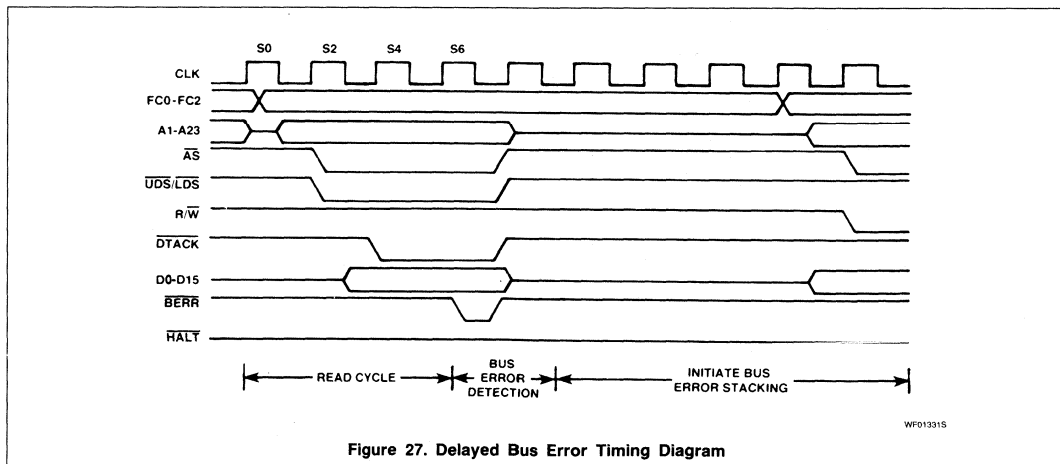 S0 S2 S4 S6
CLK
FC0-FC2
A1-A23
AS
UDS/LDS
R/W
DTACK
D0-D15
BERR
HALT
READ CYCLE
BUS
ERROR
DETECTION
INITIATE BUS
ERROR STACKING
WF01331S
Figure 27. Delayed Bus Error Timing Diagram